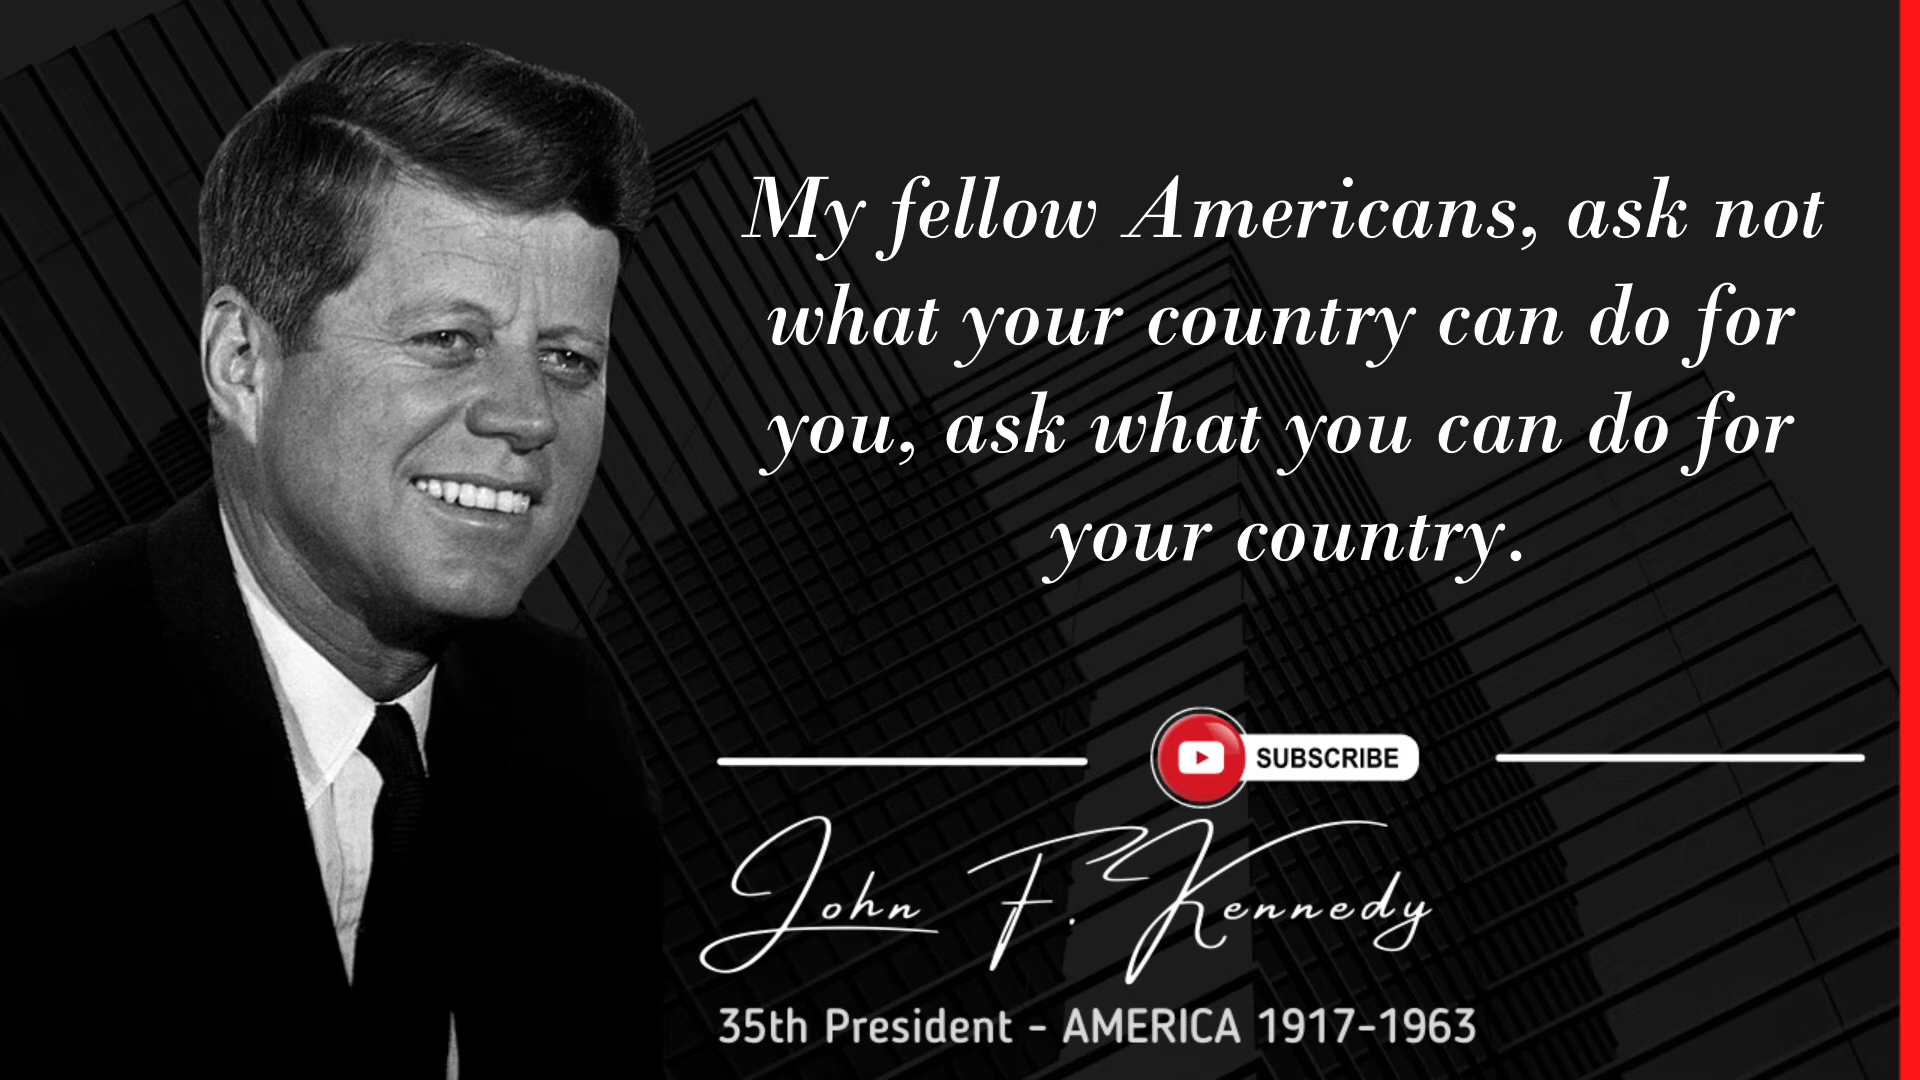 My fellow Americans, ask not
what your country can do for
you, ask what you can do for
your country.
SUBSCRIBE
John F. Kennedy
35th President - AMERICA 1917-1963